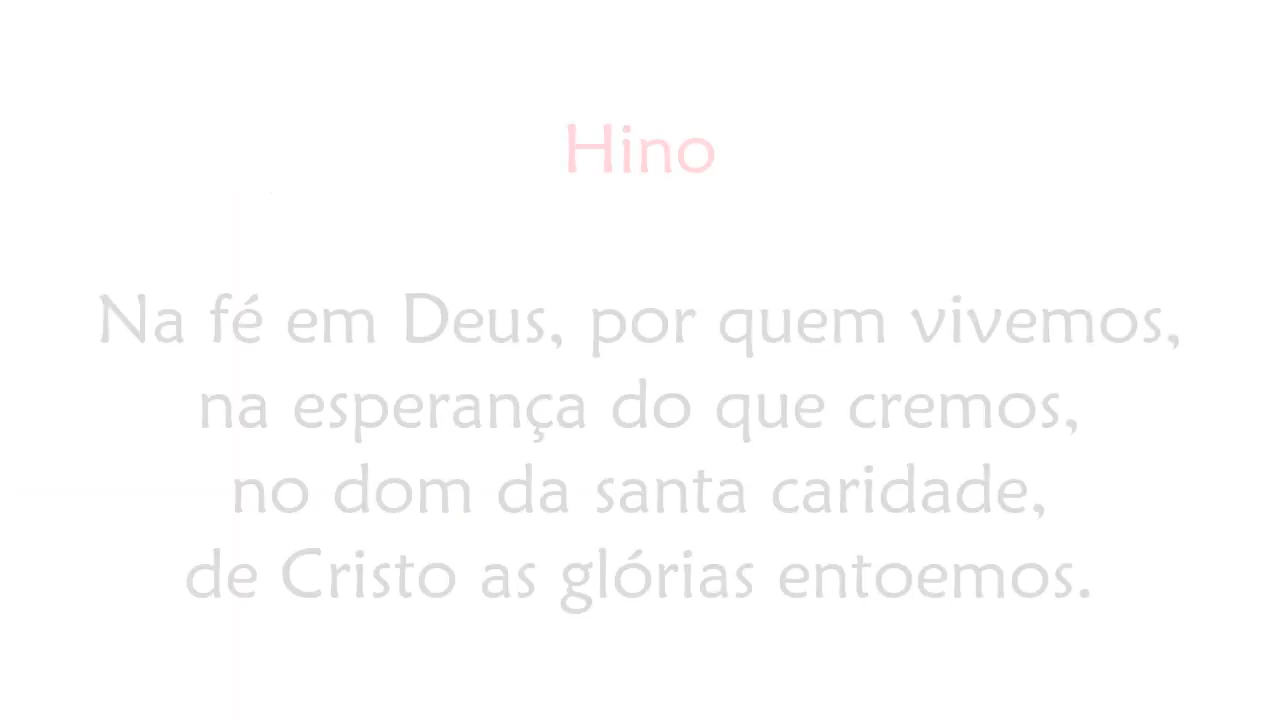 Hino
Na fé em Deus, por quem vivemos,
na esperança do que cremos,
no dom da santa caridade,
de Cristo as glórias entoemos.